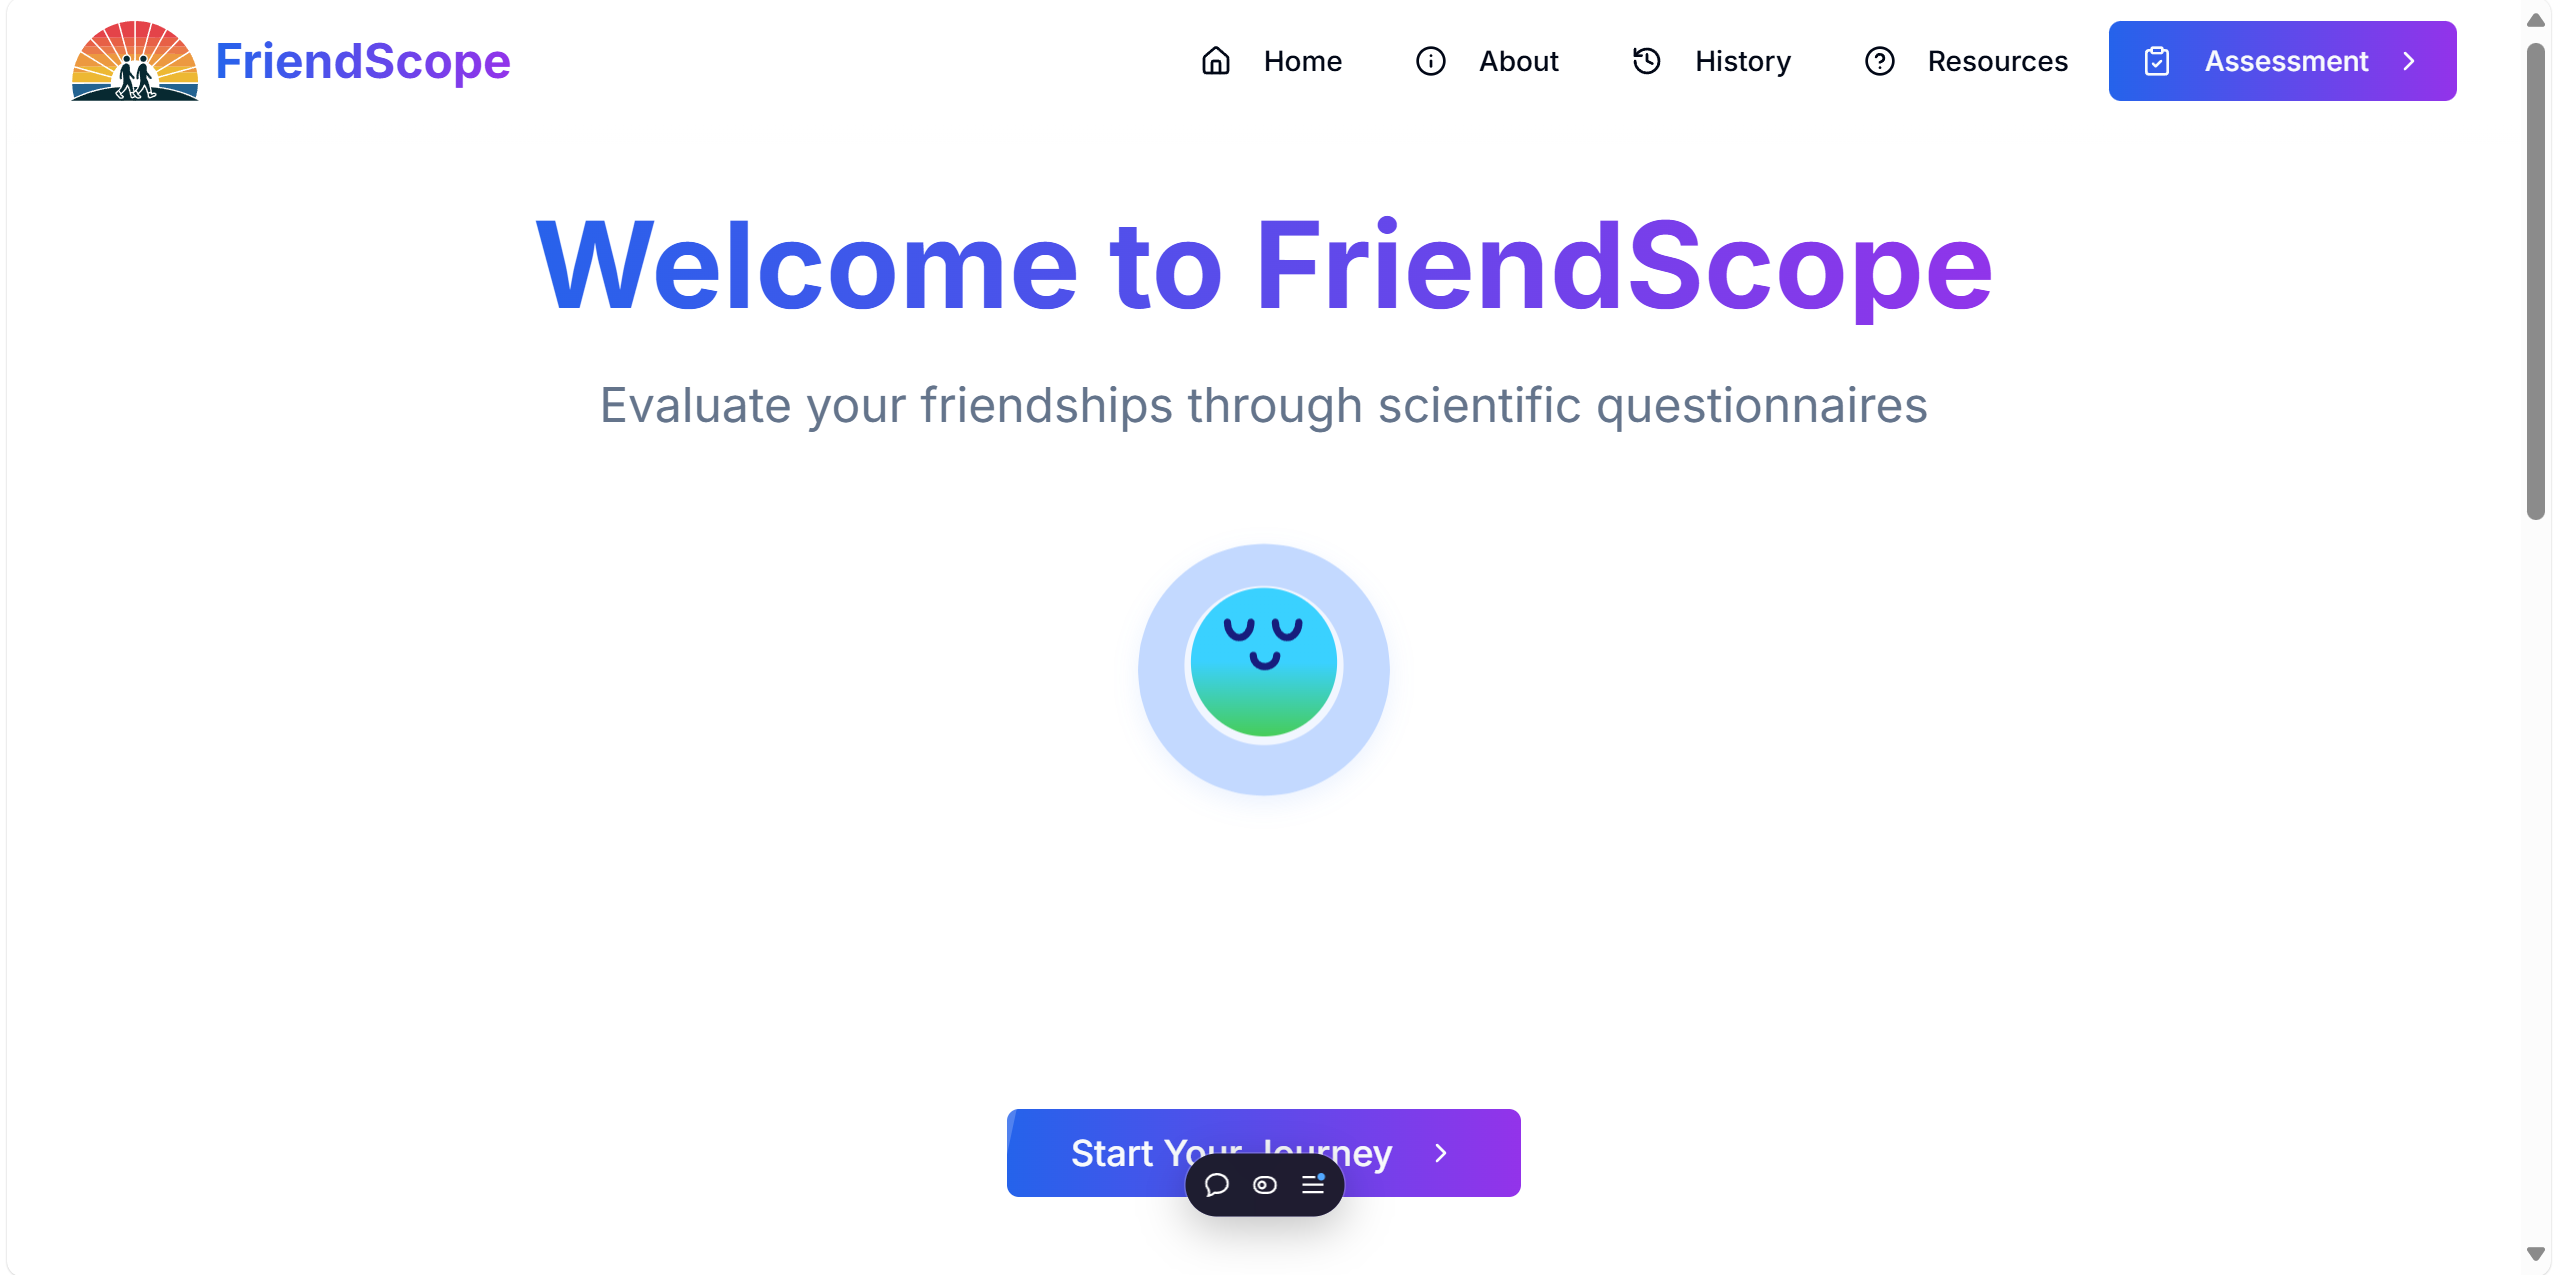 FriendScope
Home
About
History
Resources
Assessment
Welcome to FriendScope
Evaluate your friendships through scientific questionnaires
Start Your Journey